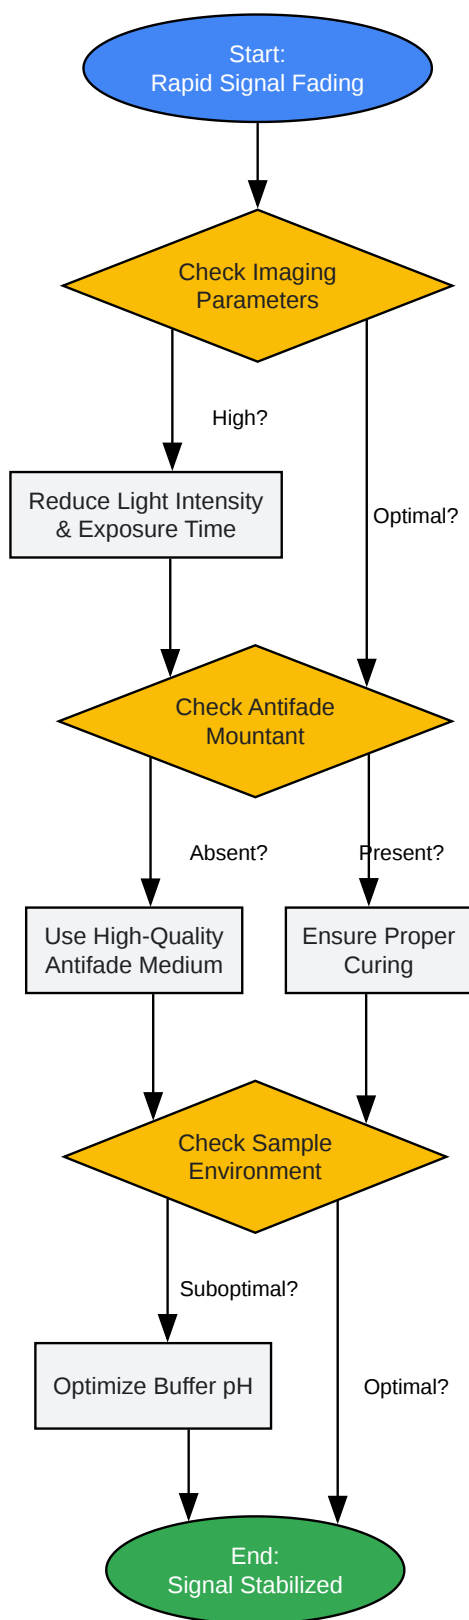 Start:
Rapid Signal Fading
Check Imaging
Parameters
High?
Reduce Light Intensity
& Exposure Time
Optimal?
Check Antifade
Mountant
Absent?
Present?
Use High-Quality
Antifade Medium
Ensure Proper
Curing
Check Sample
Environment
Suboptimal?
Optimize Buffer pH
Optimal?
End:
Signal Stabilized